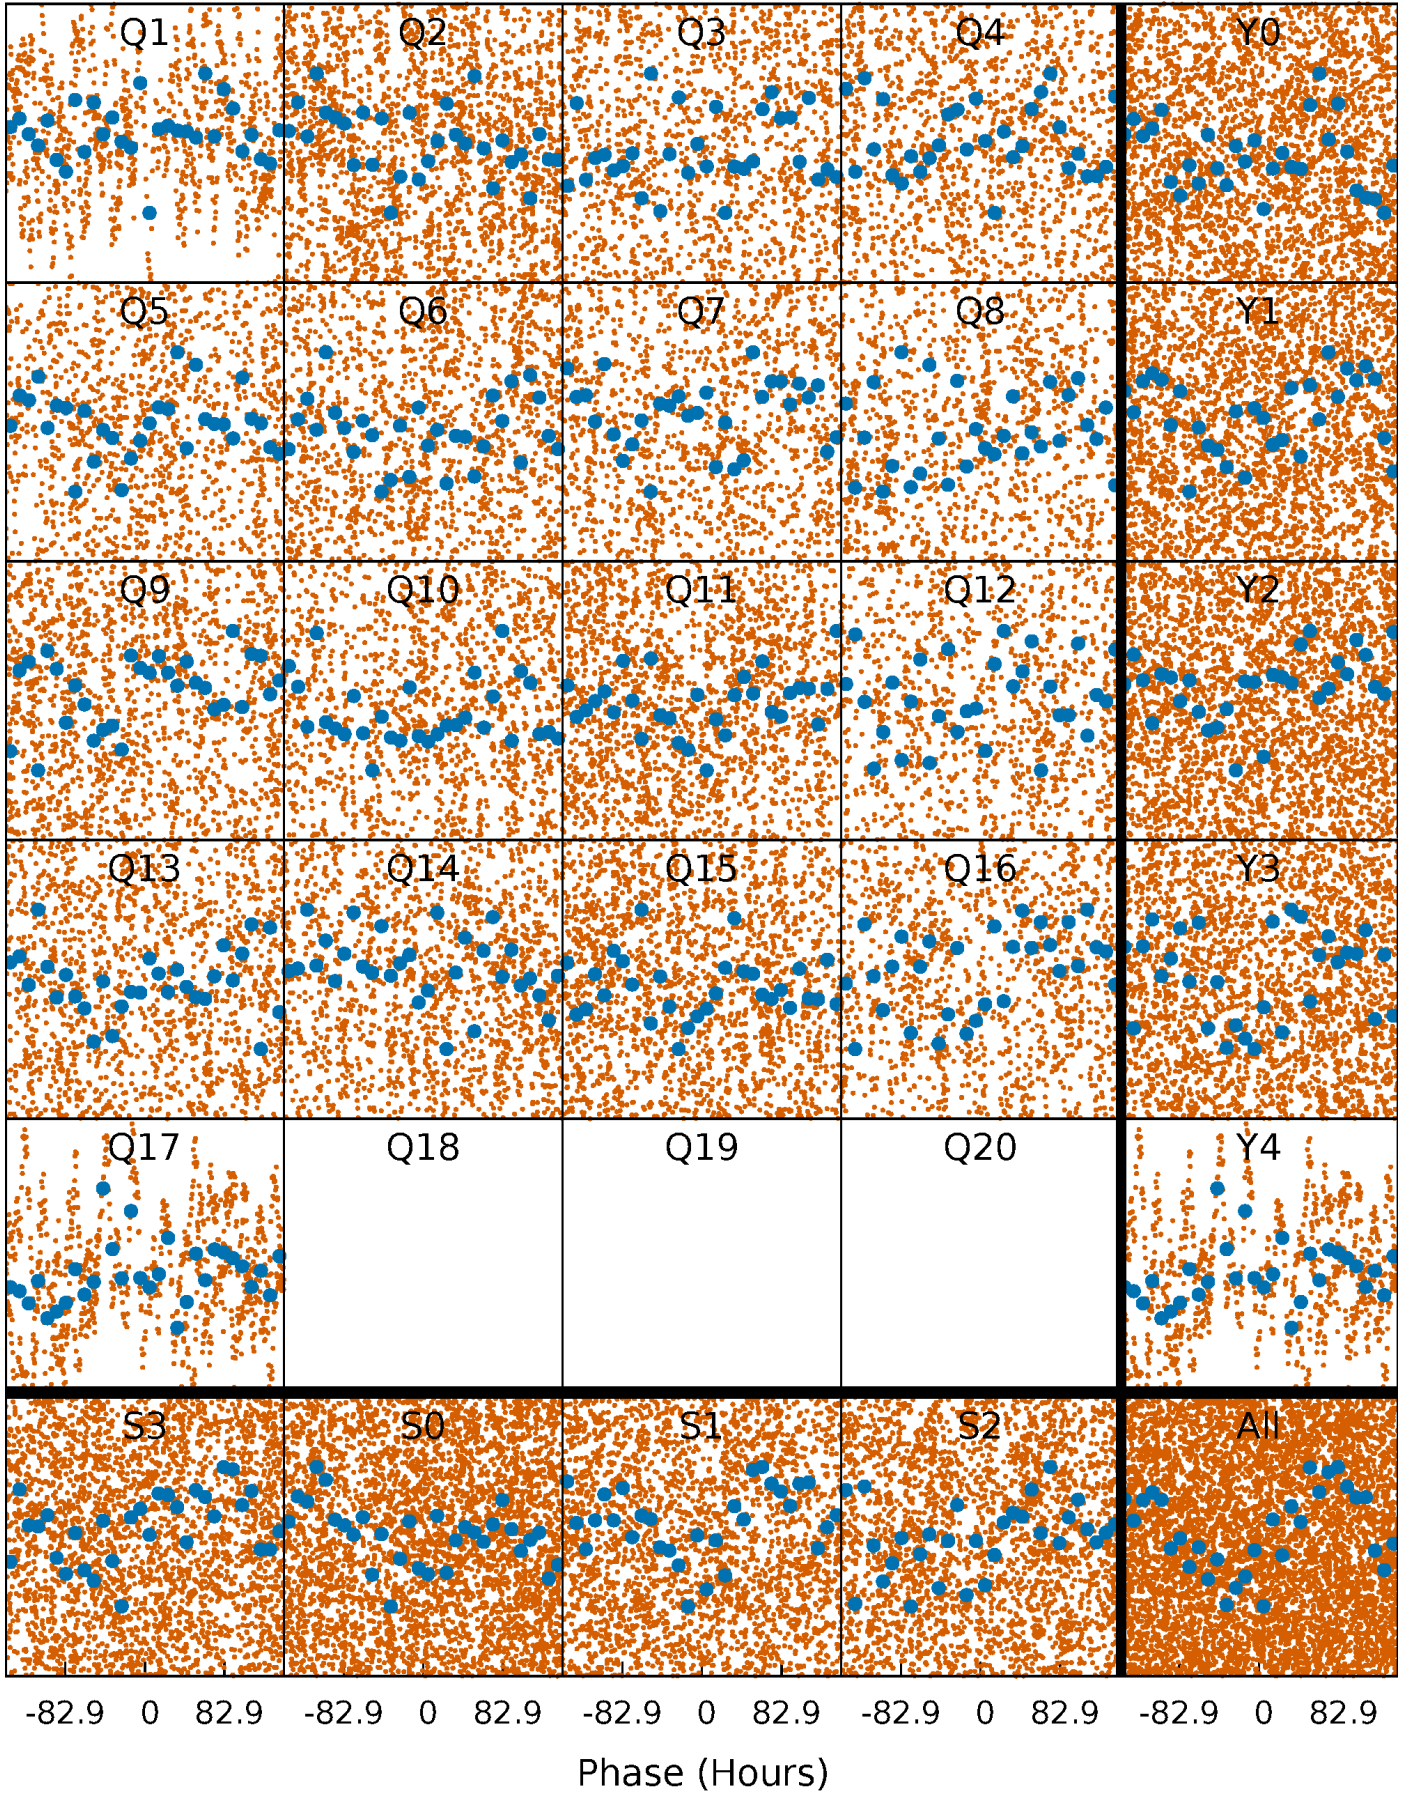 Q1 Q2 Q3 Q4 Y0
Q5 Q6 Q7 Q8 Y1
Q9 Q10 Q11 Q12 Y2
Q13 Q14 Q15 Q16 Y3
Q17 Q18 Q19 Q20 Y4
S3 S0 S1 S2 All
-82.9 0 82.9 -82.9 0 82.9 -82.9 0 82.9 -82.9 0 82.9 -82.9 0 82.9
Phase (Hours)